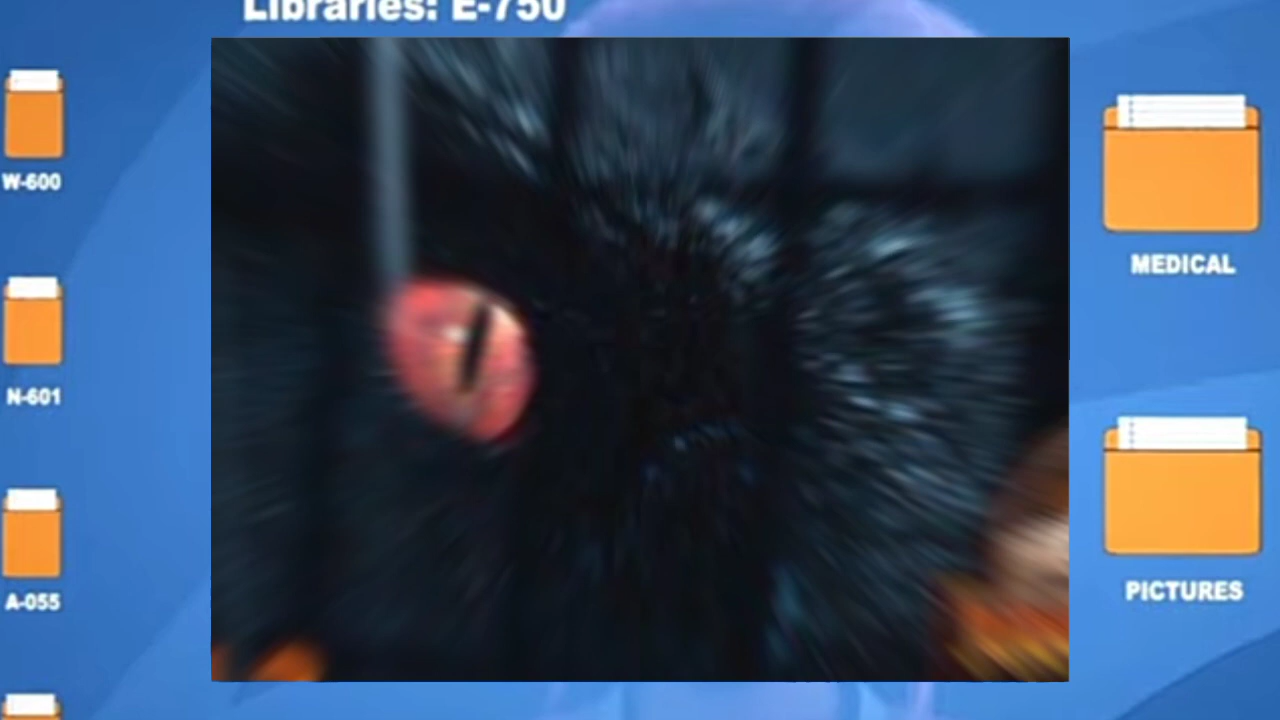 Libraries: E-750
W-600
MEDICAL
N-601
PICTURES
A-055